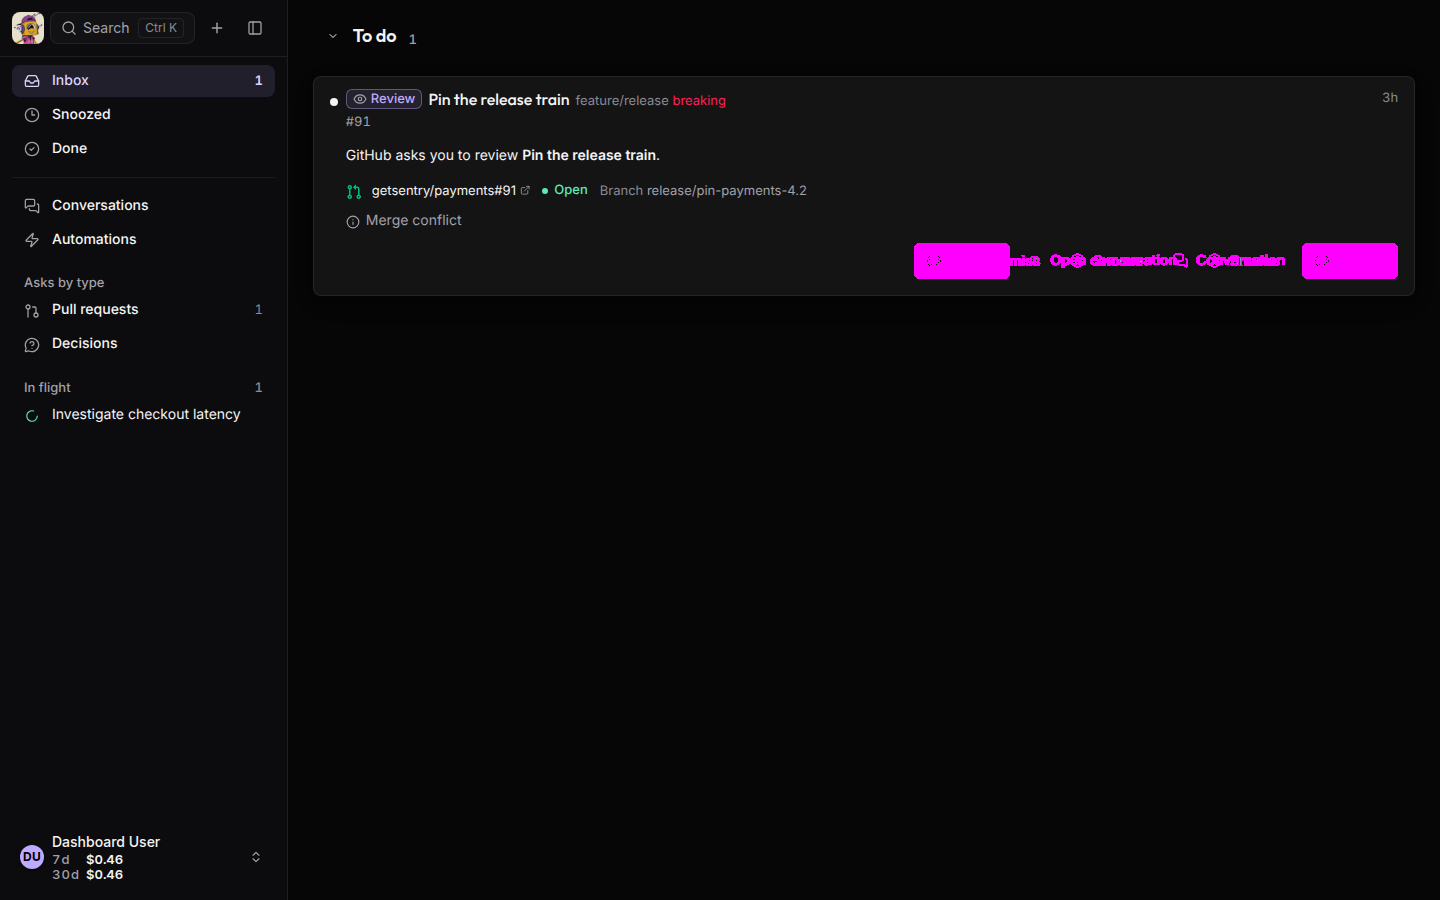 Search Ctrl K
Inbox 1
Snoozed
Done
Conversations
Automations
Asks by type
Pull requests 1
Decisions
In flight 1
Investigate checkout latency
Dashboard User
DU
7d $0.46
30d $0.46
To do 1
Review Pin the release train feature/release breaking 3h
#91
GitHub asks you to review Pin the release train.
getsentry/payments#91 Open Branch release/pin-payments-4.2
Merge conflict